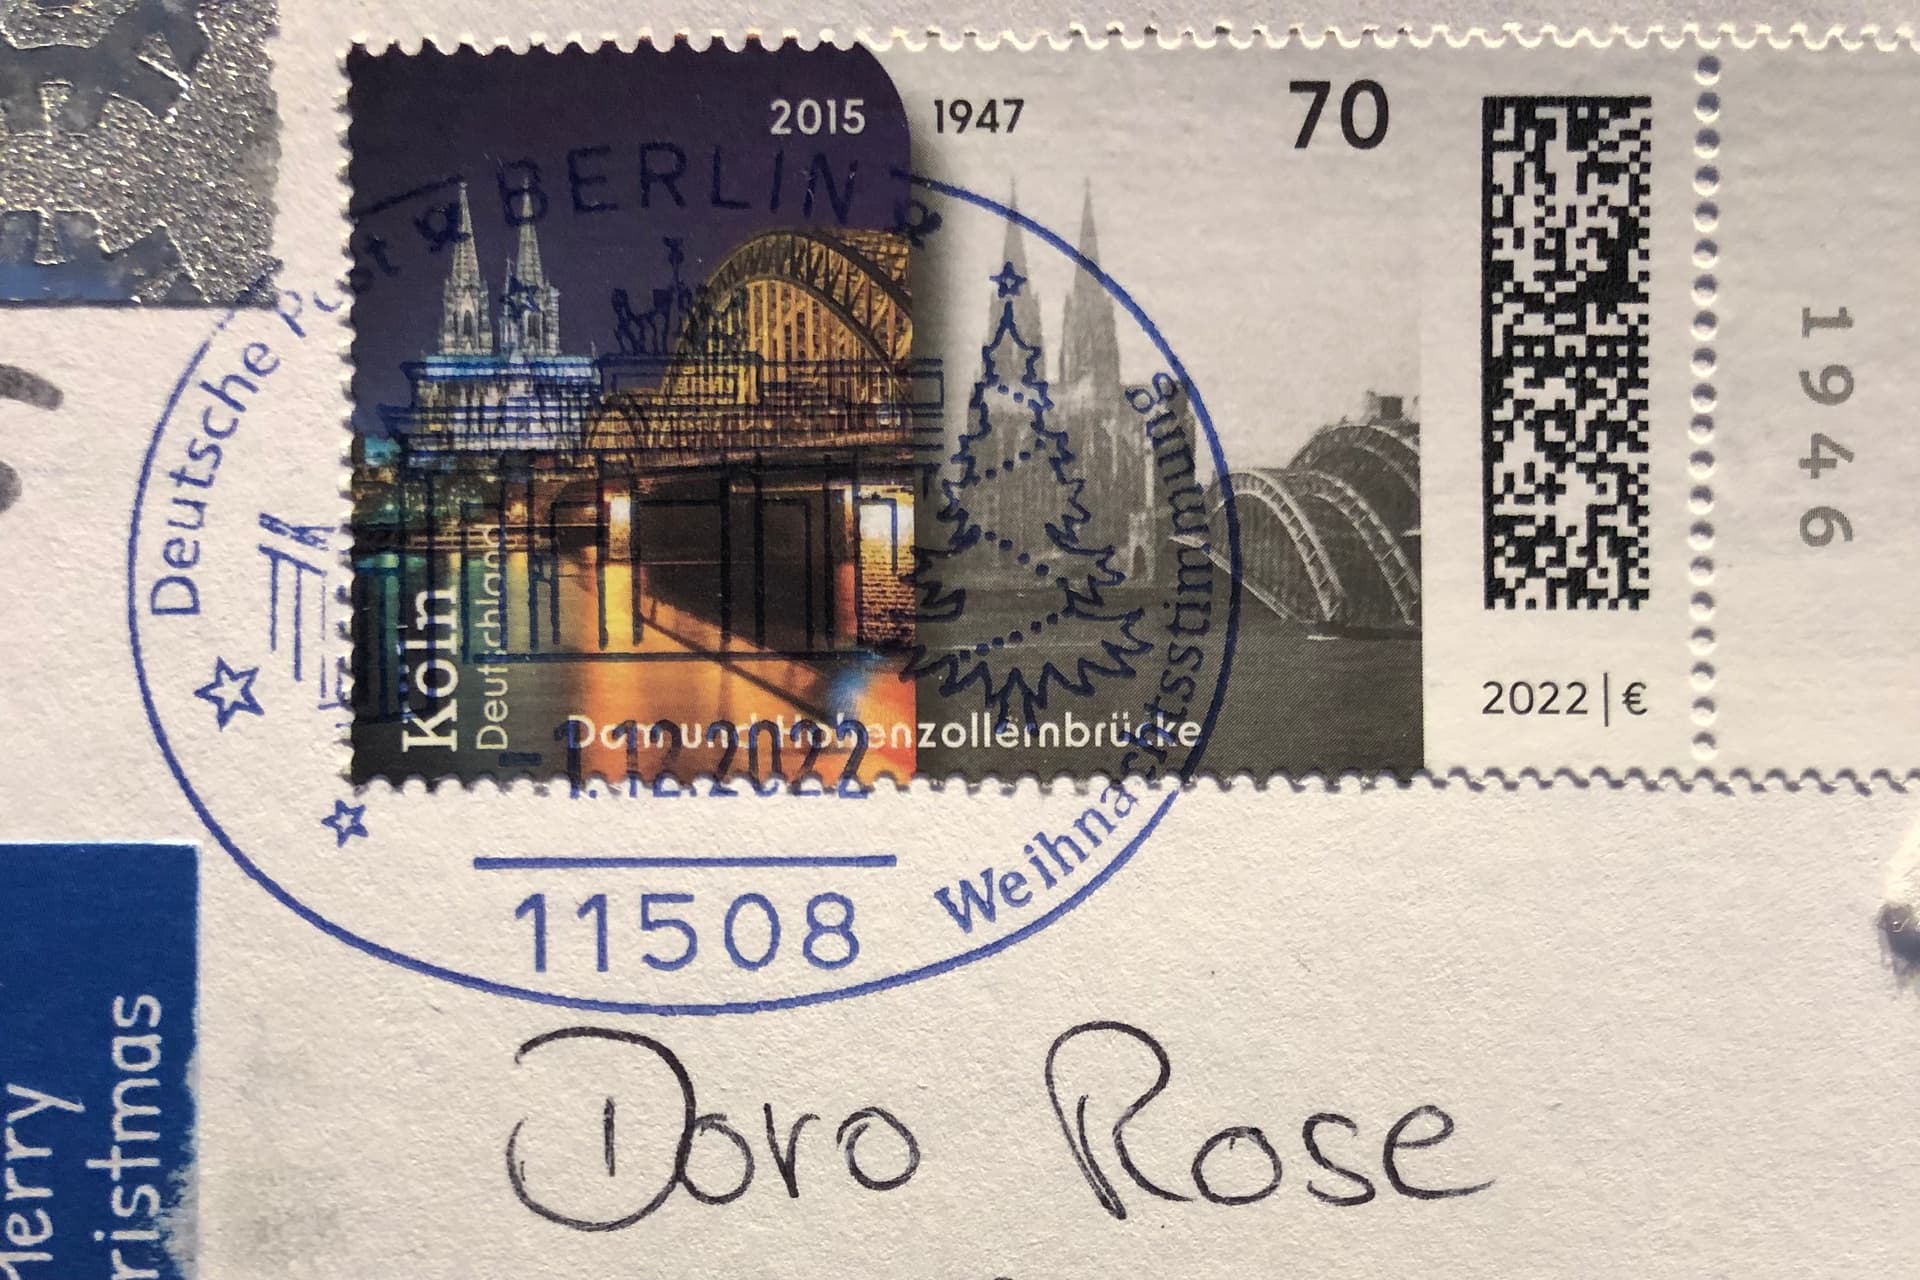 2015
1947
70
BERLIN
Deutsche Post
Weihnachtsstimmung
Köln
Deutschland
Dom und Hohenzollernbrücke
2022 | €
1946
-1.12.2022
11508
Merry
ristmas
Doro Rose